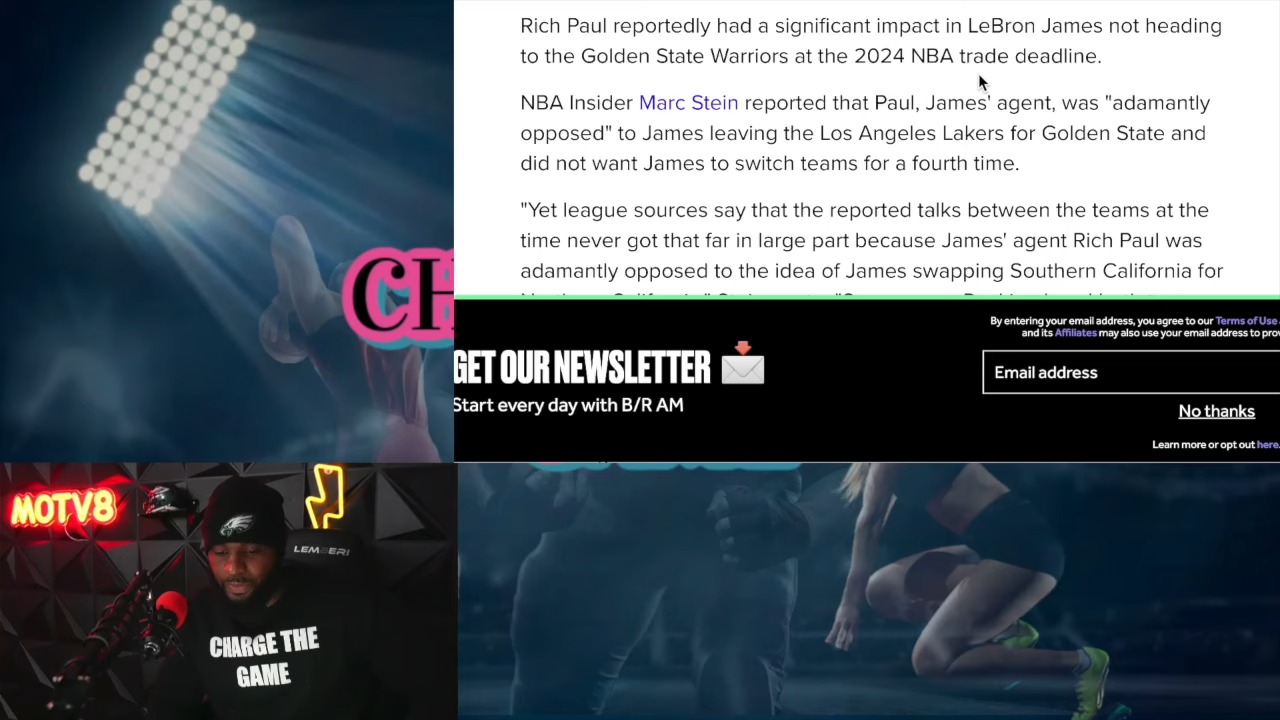 Rich Paul reportedly had a significant impact in LeBron James not heading
to the Golden State Warriors at the 2024 NBA trade deadline.
NBA Insider Marc Stein reported that Paul, James' agent, was "adamantly
opposed" to James leaving the Los Angeles Lakers for Golden State and
did not want James to switch teams for a fourth time.
"Yet league sources say that the reported talks between the teams at the
time never got that far in large part because James' agent Rich Paul was
adamantly opposed to the idea of James swapping Southern California for
CH
By entering your email address, you agree to our Terms of Use
and its Affiliates may also use your email address to pro
GET OUR NEWSLETTER
Start every day with B/R AM
Email address
No thanks
Learn more or opt out here.
MOTV8
LEMBERI
CHARGE THE
GAME